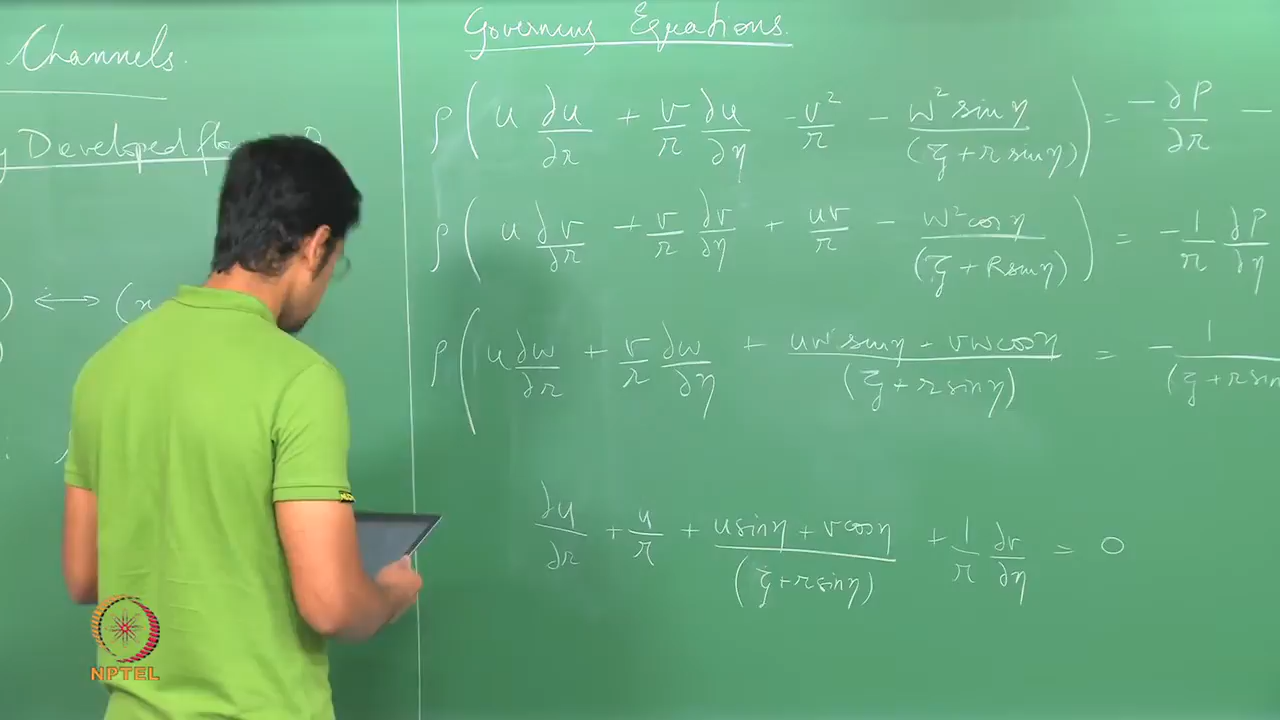 Channels.
Developed flow
⟷ (x
Governing Equations.
ρ ( u ∂u/∂r + v/r ∂u/∂η - v²/r - w² sin η/(ξ + r sin η) ) = - ∂P/∂r -
ρ ( u ∂v/∂r + v/r ∂v/∂η + uv/r - w² cos η/(ξ + R sin η) ) = - 1/r ∂P/∂η
ρ ( u ∂w/∂r + v/r ∂w/∂η + uw sin η + vw cos η/(ξ + r sin η) = - 1/(ξ + r sin
∂u/∂r + u/r + u sin η + v cos η/(ξ + r sin η) + 1/r ∂v/∂η = 0
NPTEL